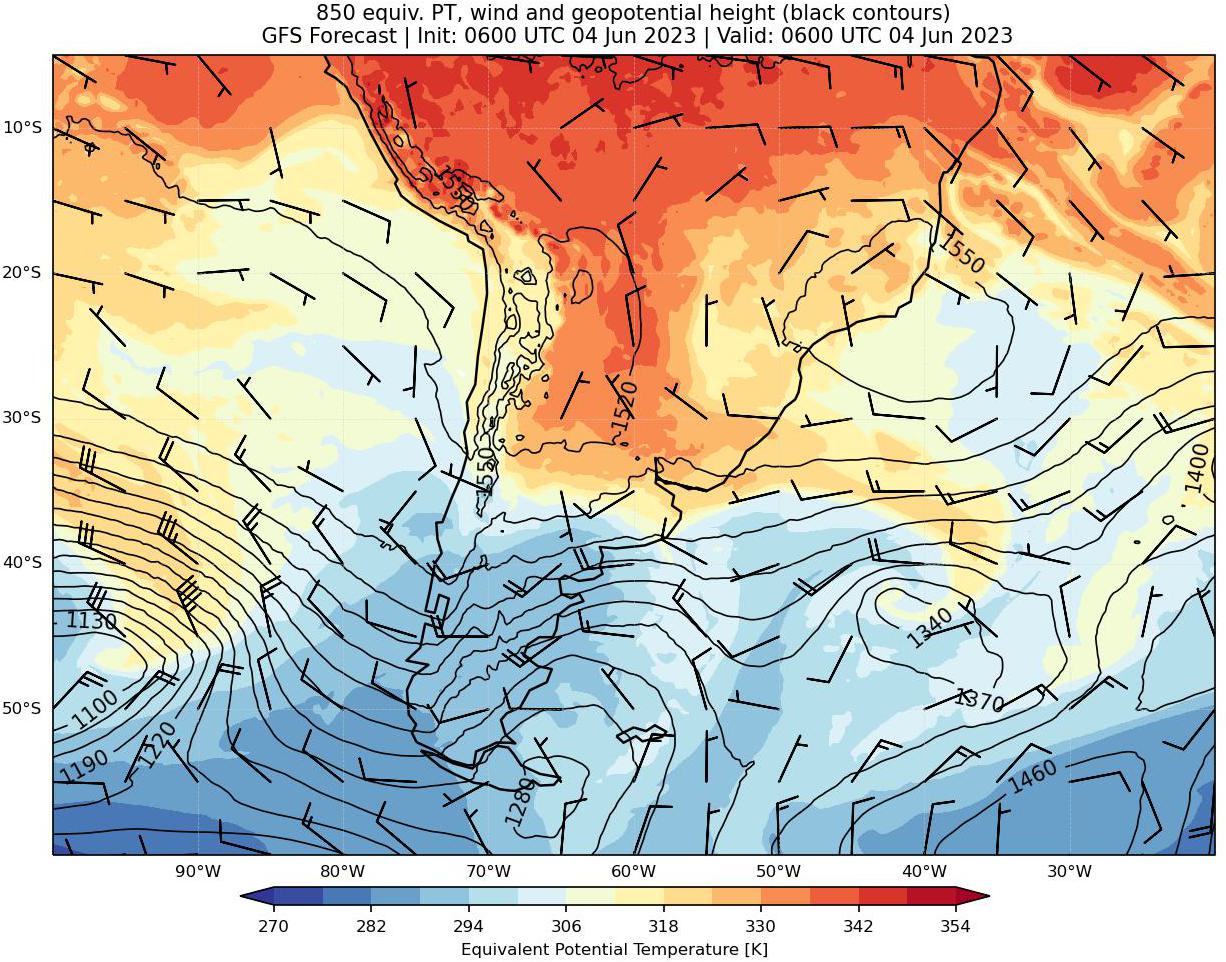 850 equiv. PT, wind and geopotential height (black contours)
GFS Forecast | Init: 0600 UTC 04 Jun 2023 | Valid: 0600 UTC 04 Jun 2023
10°S
1550
20°S
1550
30°S
1520
1550
1400
40°S
1130
1340
1370
50°S
1100
1220
1190
1280
1460
90°W 80°W 70°W 60°W 50°W 40°W 30°W
270 282 294 306 318 330 342 354
Equivalent Potential Temperature [K]